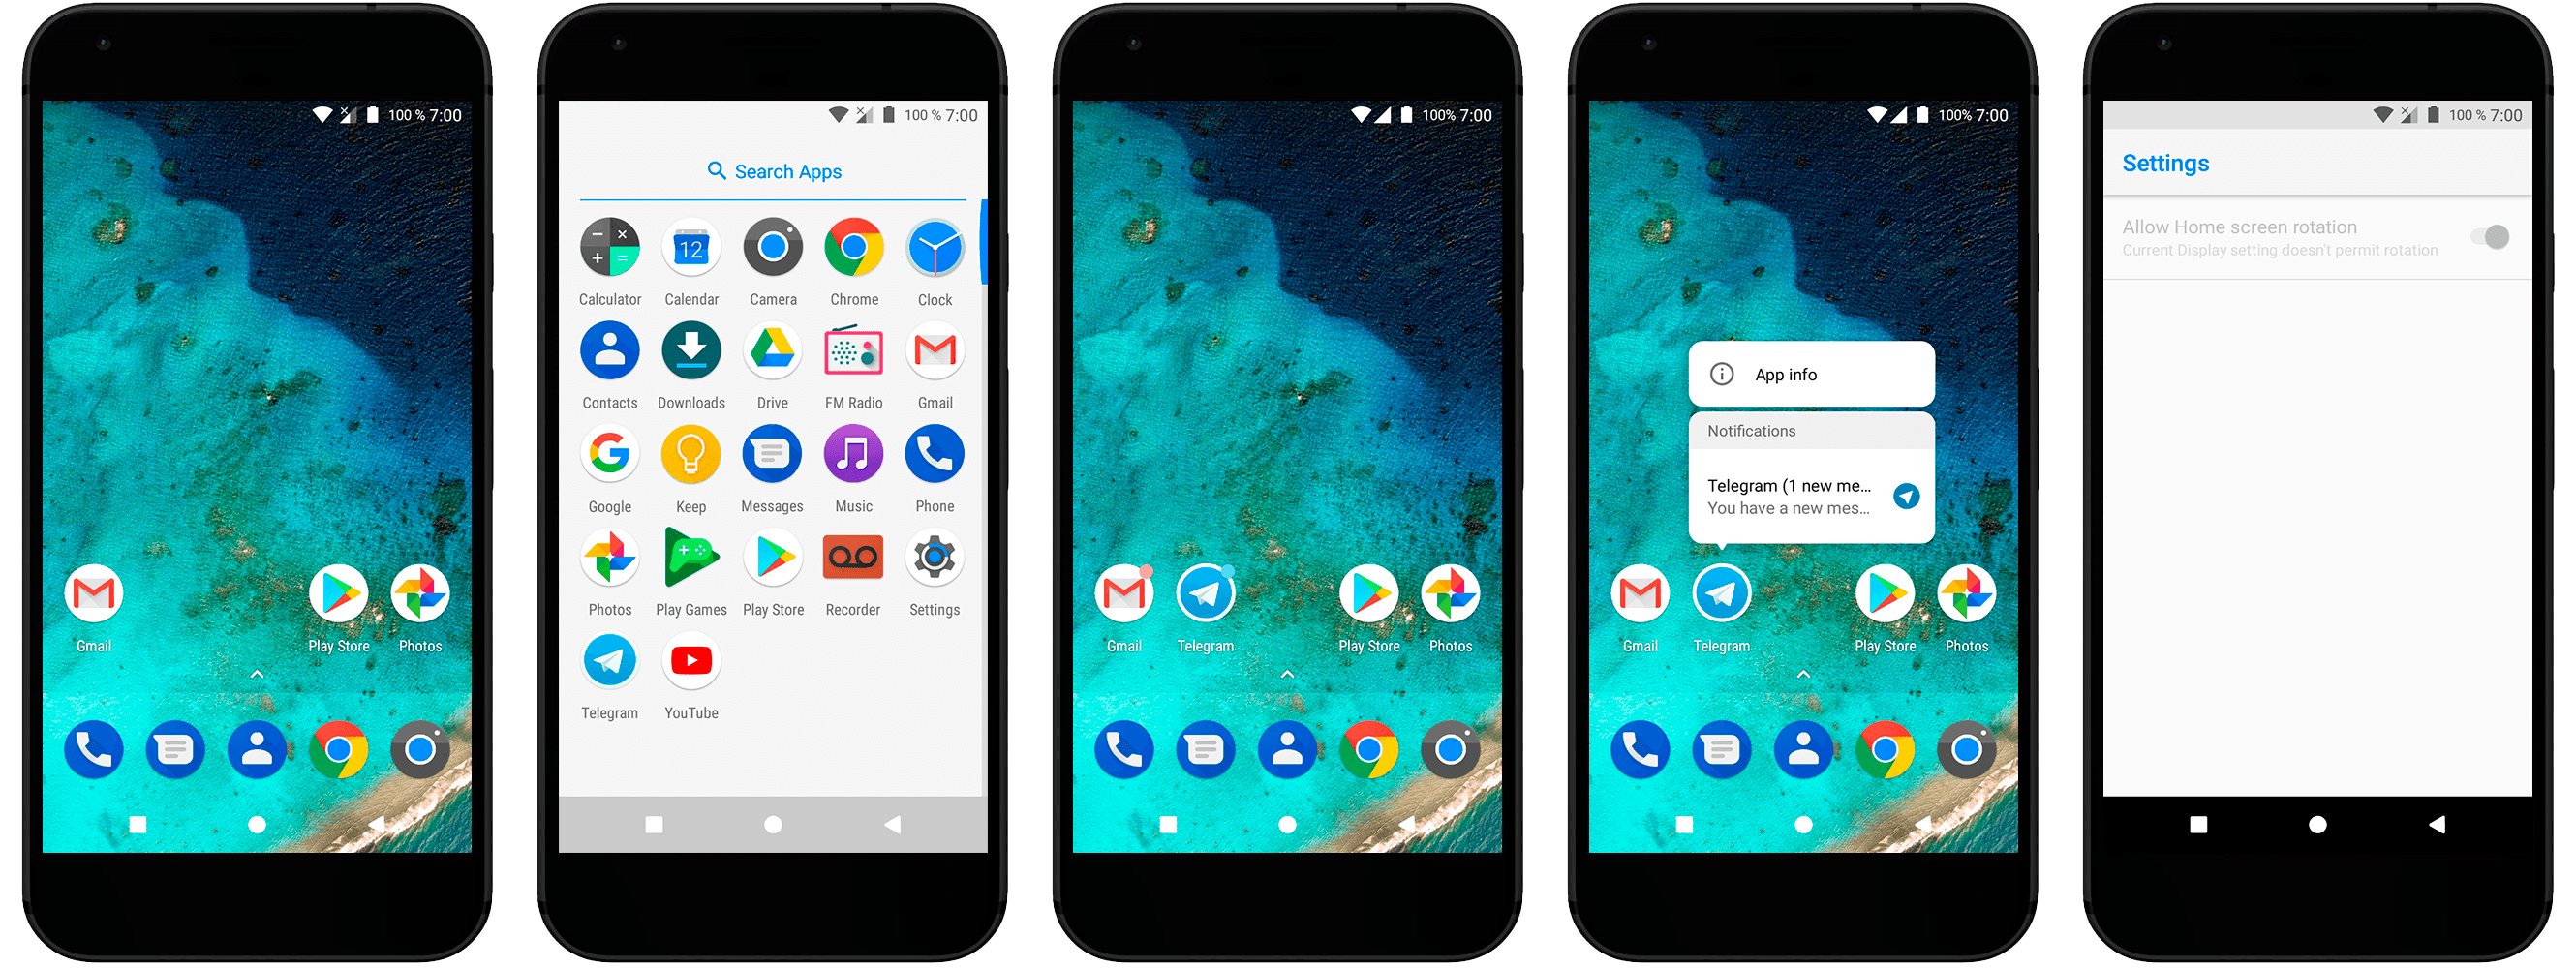 100 % 7:00
Gmail
Play Store
Photos
100 % 7:00
Search Apps
Calculator
Calendar
Camera
Chrome
Clock
12
Contacts
Downloads
Drive
FM Radio
Gmail
Google
Keep
Messages
Music
Phone
Photos
Play Games
Play Store
Recorder
Settings
Telegram
YouTube
100% 7:00
Gmail
Telegram
Play Store
Photos
100% 7:00
App info
Notifications
Telegram (1 new me...
You have a new mes...
Gmail
Telegram
Play Store
Photos
100 % 7:00
Settings
Allow Home screen rotation
Current Display setting doesn't permit rotation